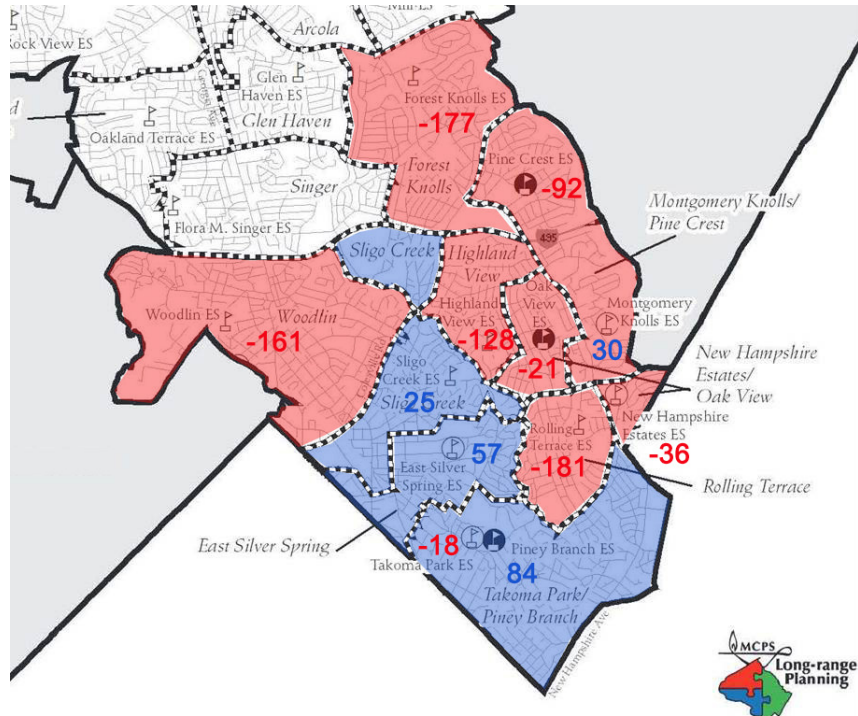 Mill ES
Rock View ES
Arcola
Georgia Ave
Glen
Haven ES
Glen Haven
Oakland Terrace ES
Forest Knolls ES
-177
Forest
Knolls
Pine Crest ES
-92
Singer
Flora M. Singer ES
Montgomery Knolls/
Pine Crest
495
Sligo Creek
Highland
View
Oak
View
ES
Highland
View ES
-128
-21
Montgomery
Knolls ES
30
Woodlin ES
Woodlin
-161
Sligo
Creek ES
Sligo Creek
25
New Hampshire
Estates/
Oak View
New Hampshire
Estates ES
-36
Rolling
Terrace ES
-181
Rolling Terrace
57
East Silver
Spring ES
East Silver Spring
-18
Takoma Park ES
Piney Branch ES
84
Takoma Park/
Piney Branch
New Hampshire Ave
MCPS
Long-range
Planning